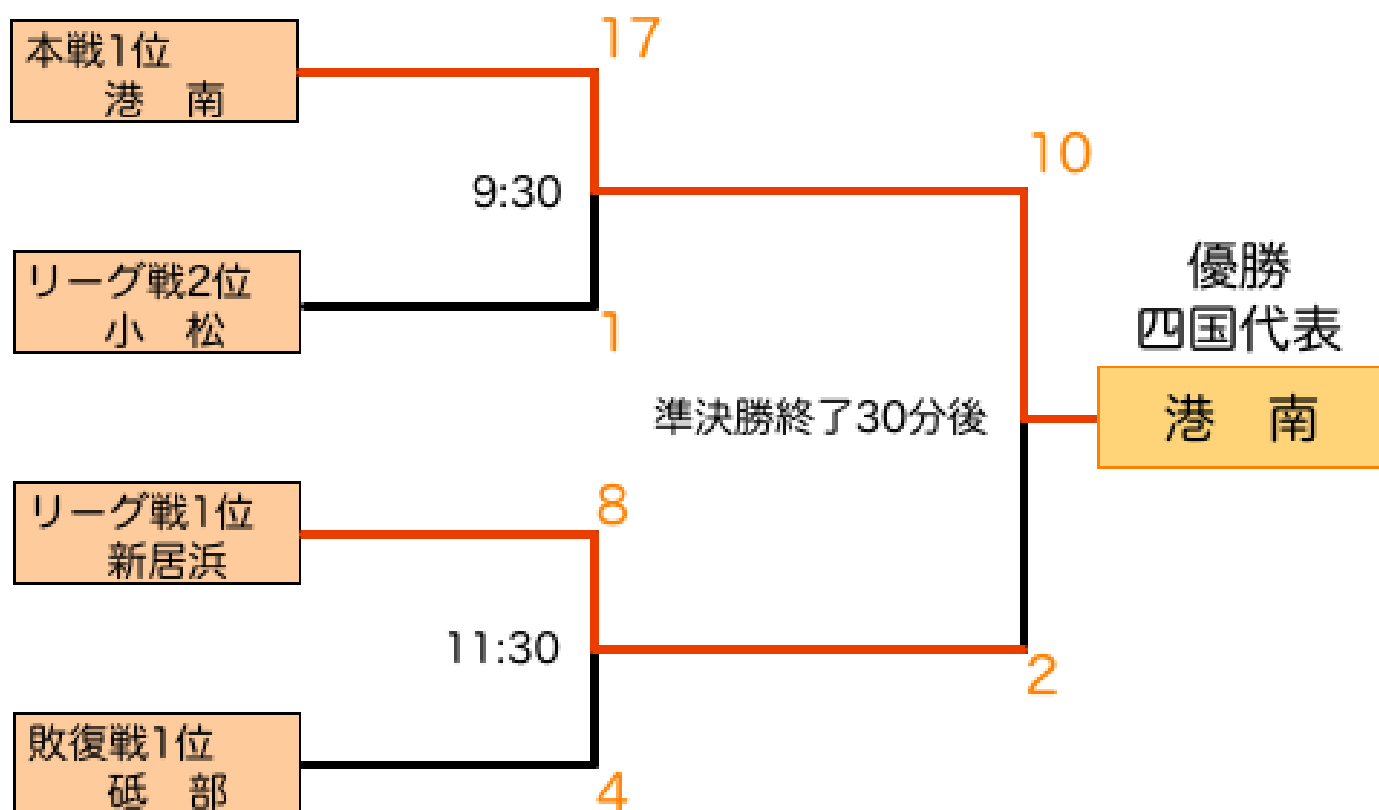 本戦1位
港　南
17
9:30
リーグ戦2位
小　松
1
10
優勝
四国代表
港　南
準決勝終了30分後
リーグ戦1位
新居浜
8
11:30
2
敗復戦1位
砥　部
4